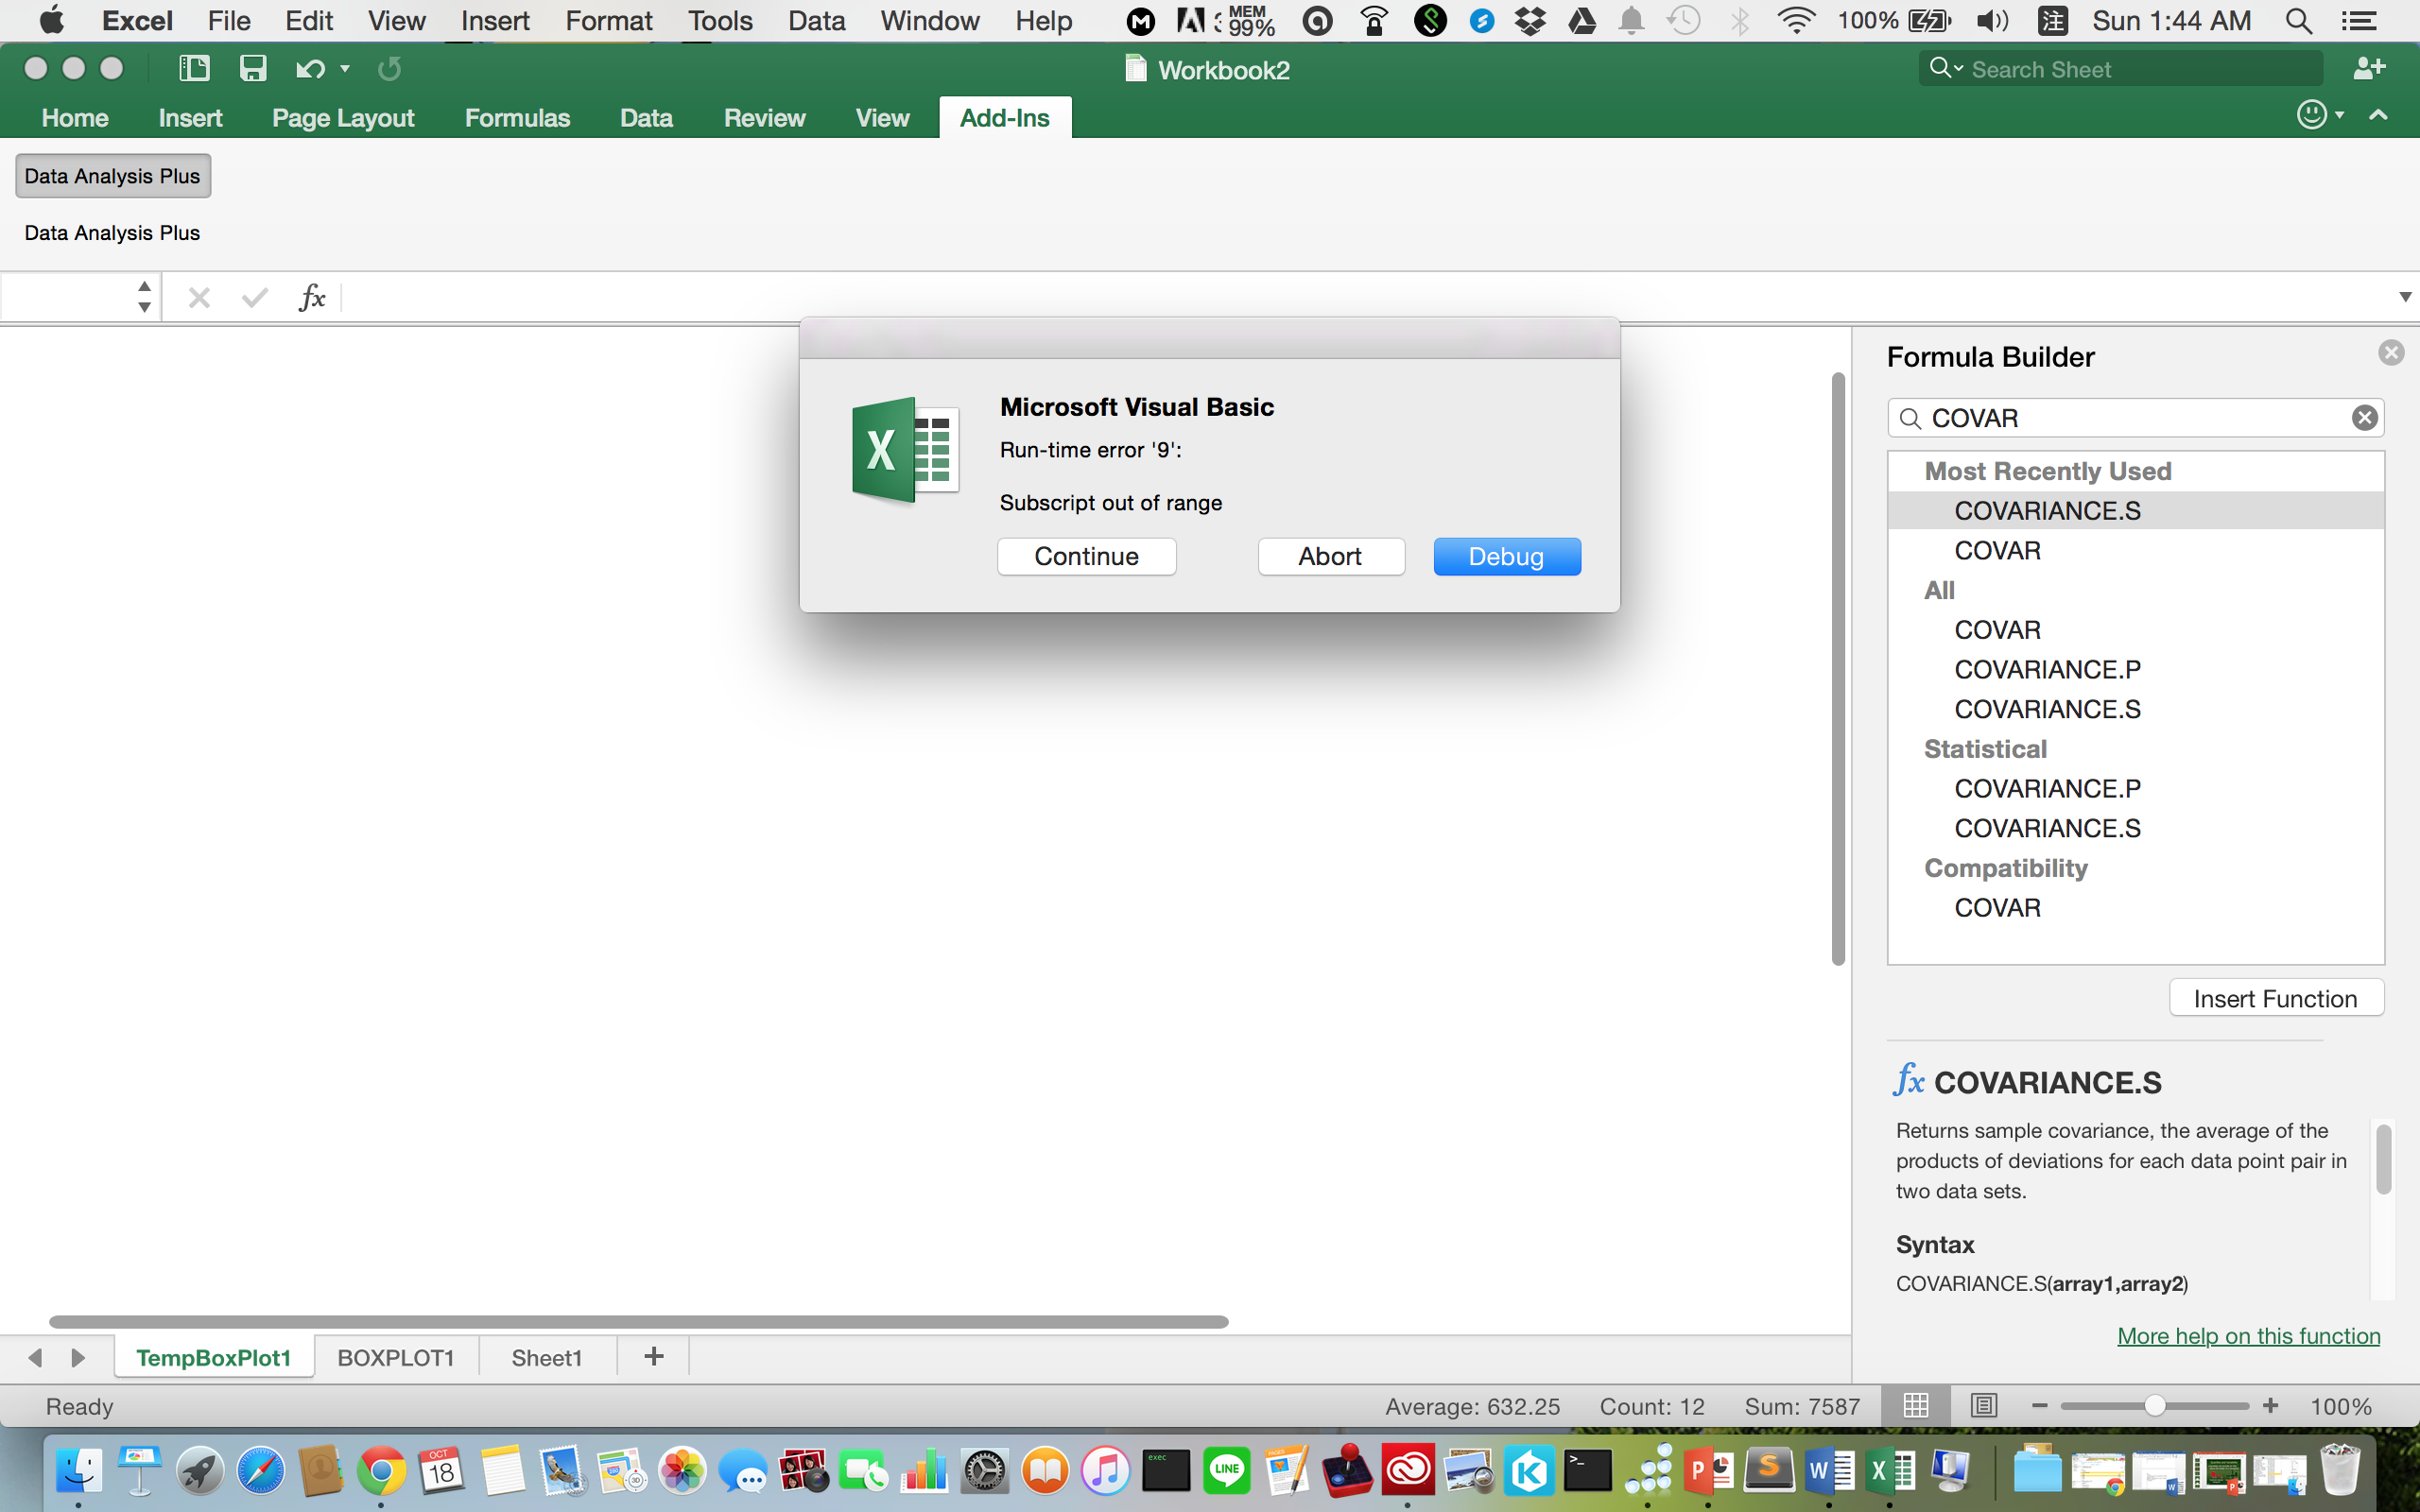 Excel File Edit View Insert Format Tools Data Window Help MEM 99% 100% 注 Sun 1:44 AM
Workbook2
Search Sheet
Home Insert Page Layout Formulas Data Review View Add-Ins
Data Analysis Plus
Data Analysis Plus
fx
Microsoft Visual Basic
Run-time error '9':
Subscript out of range
Continue Abort Debug
Formula Builder
COVAR
Most Recently Used
COVARIANCE.S
COVAR
All
COVAR
COVARIANCE.P
COVARIANCE.S
Statistical
COVARIANCE.P
COVARIANCE.S
Compatibility
COVAR
Insert Function
fx COVARIANCE.S
Returns sample covariance, the average of the
products of deviations for each data point pair in
two data sets.
Syntax
COVARIANCE.S(array1,array2)
More help on this function
TempBoxPlot1 BOXPLOT1 Sheet1 +
Ready Average: 632.25 Count: 12 Sum: 7587 100%
OCT
18
exec
LINE